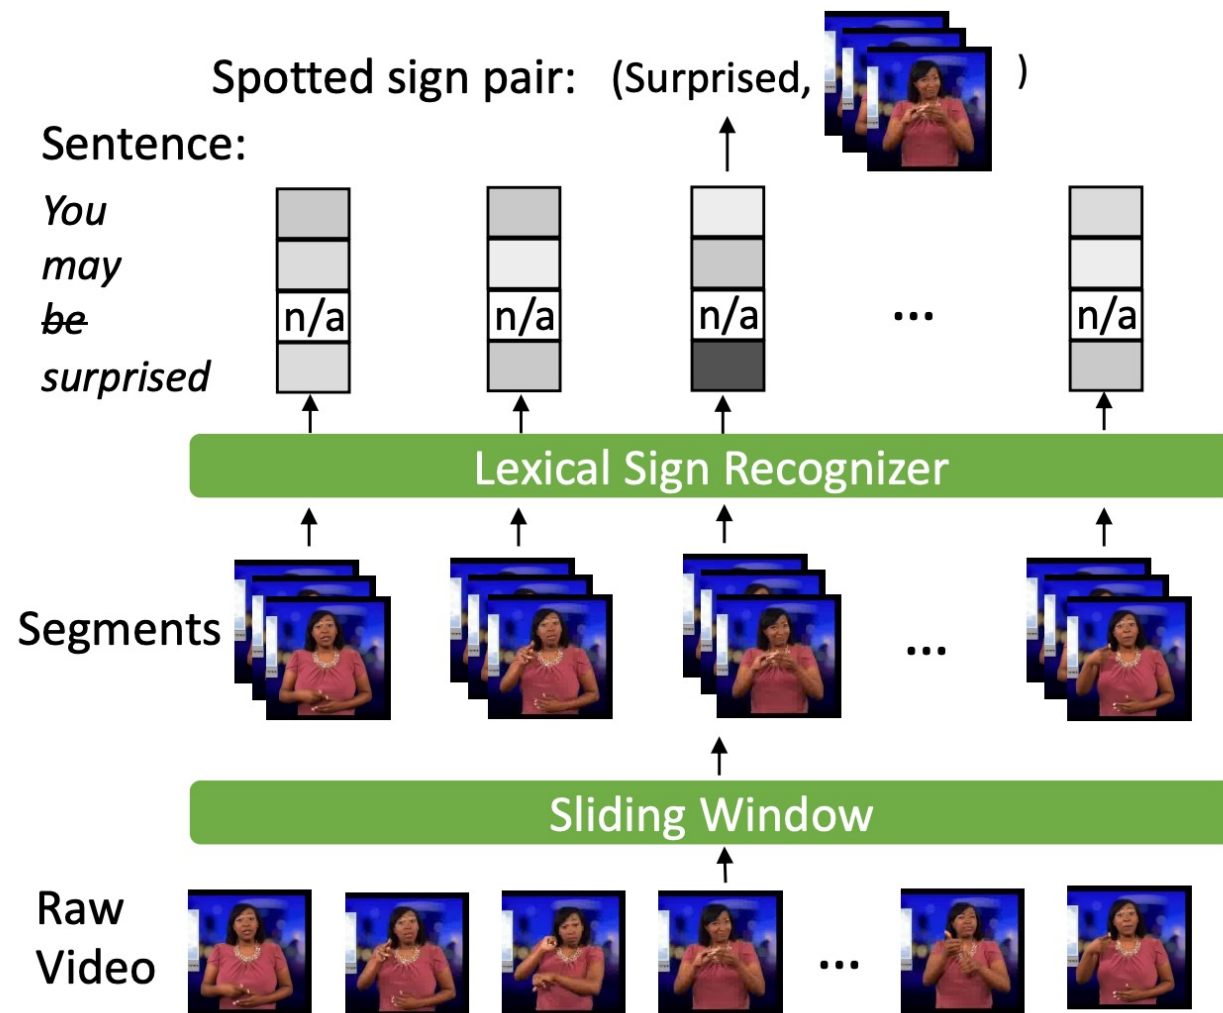 Spotted sign pair: (Surprised, )
Sentence:
You
may
be
surprised
n/a n/a n/a ... n/a
Lexical Sign Recognizer
Segments ...
Sliding Window
Raw
Video ...